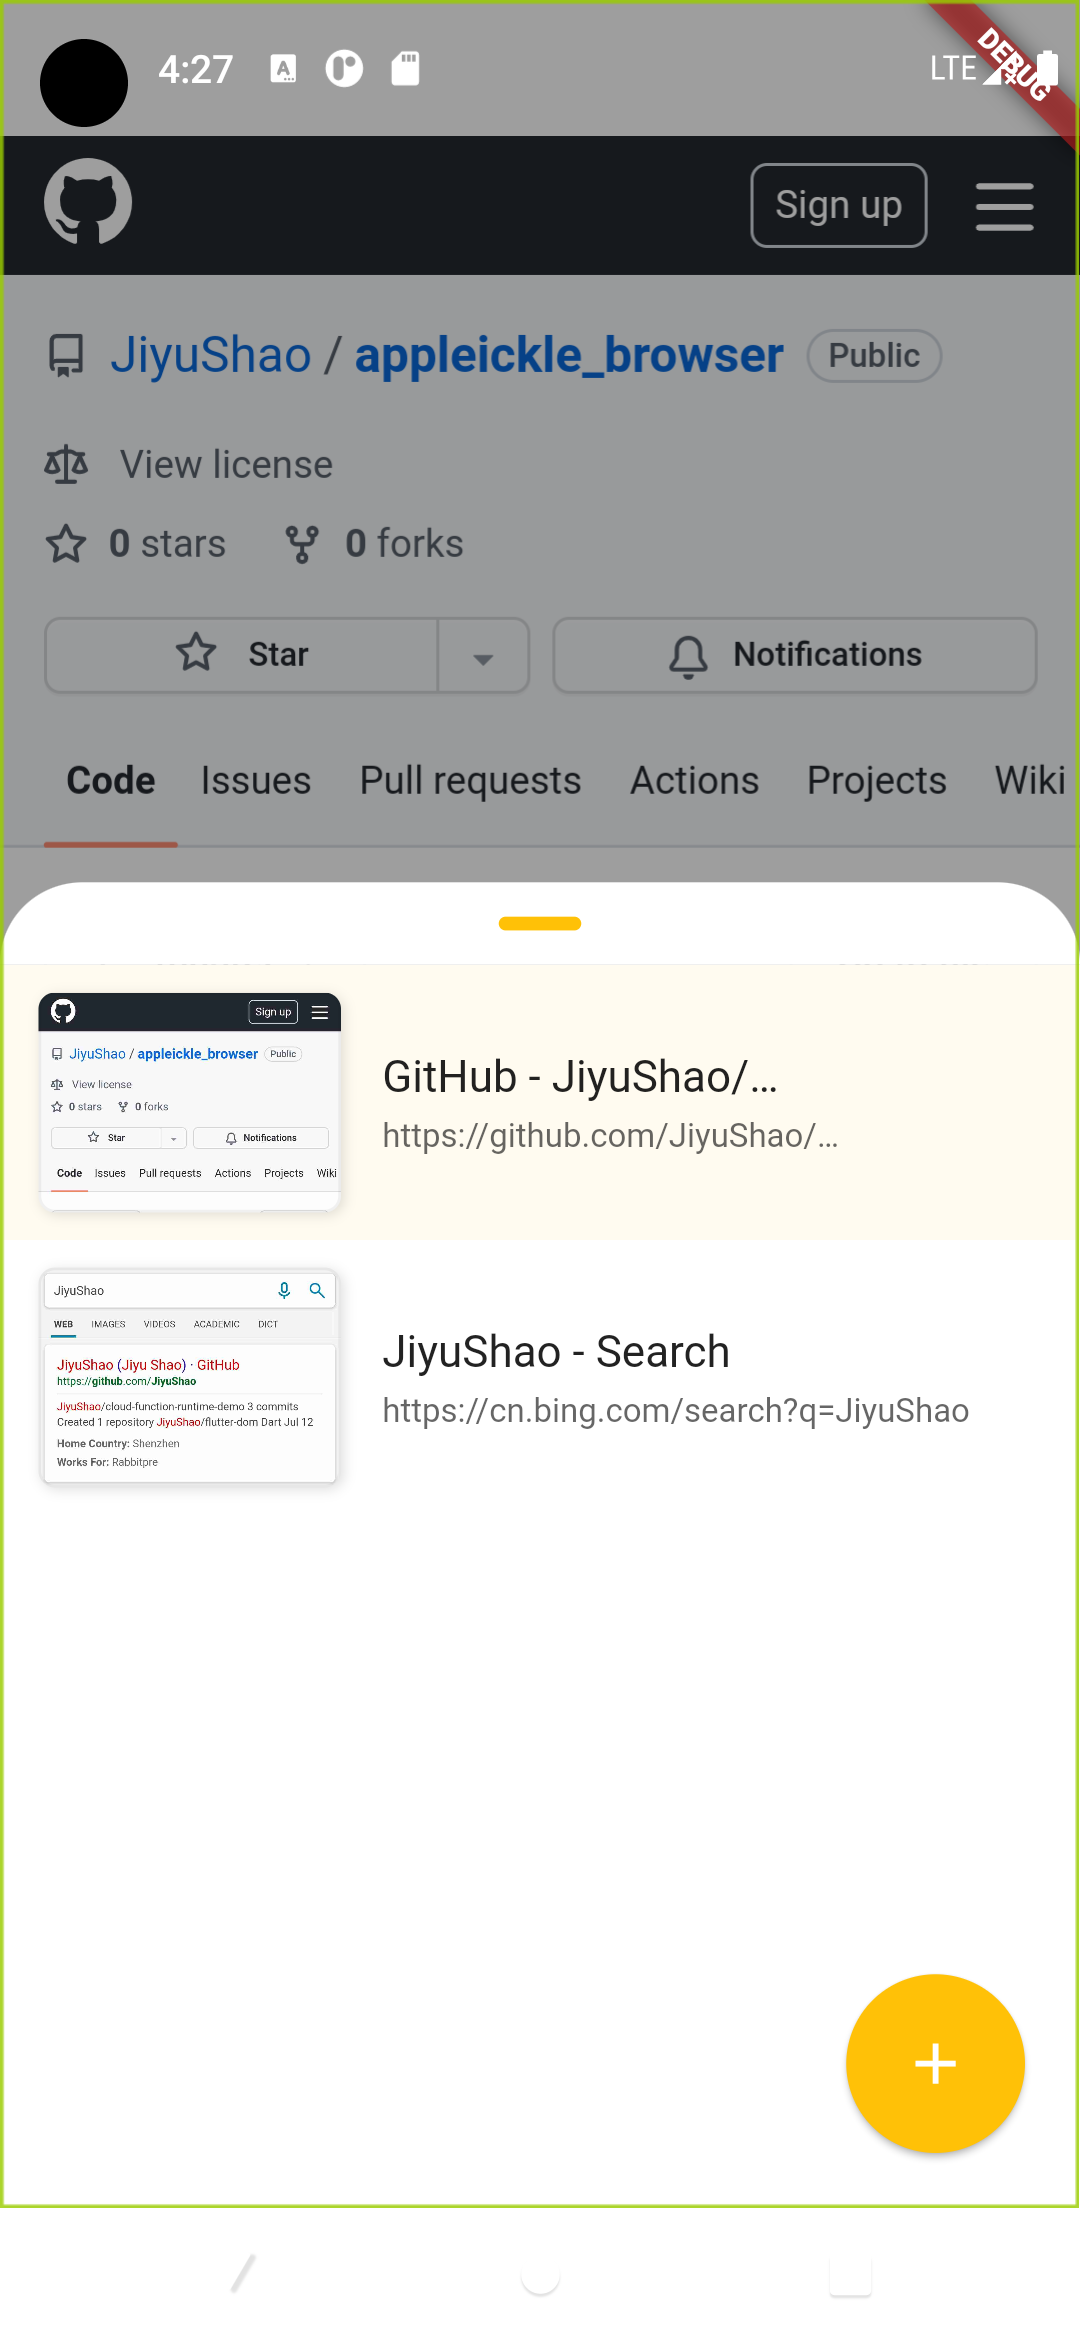 4:27
LTE
DEBUG
Sign up
JiyuShao / appleickle_browser Public
View license
0 stars 0 forks
Star Notifications
Code Issues Pull requests Actions Projects Wiki
Sign up
JiyuShao / appleickle_browser Public
View license
0 stars 0 forks
Star Notifications
Code Issues Pull requests Actions Projects Wiki
GitHub - JiyuShao/...
https://github.com/JiyuShao/...
JiyuShao
WEB IMAGES VIDEOS ACADEMIC DICT
JiyuShao (Jiyu Shao) · GitHub
https://github.com/JiyuShao
JiyuShao/cloud-function-runtime-demo 3 commits
Created 1 repository JiyuShao/flutter-dom Dart Jul 12
Home Country: Shenzhen
Works For: Rabbitpre
JiyuShao - Search
https://cn.bing.com/search?q=JiyuShao